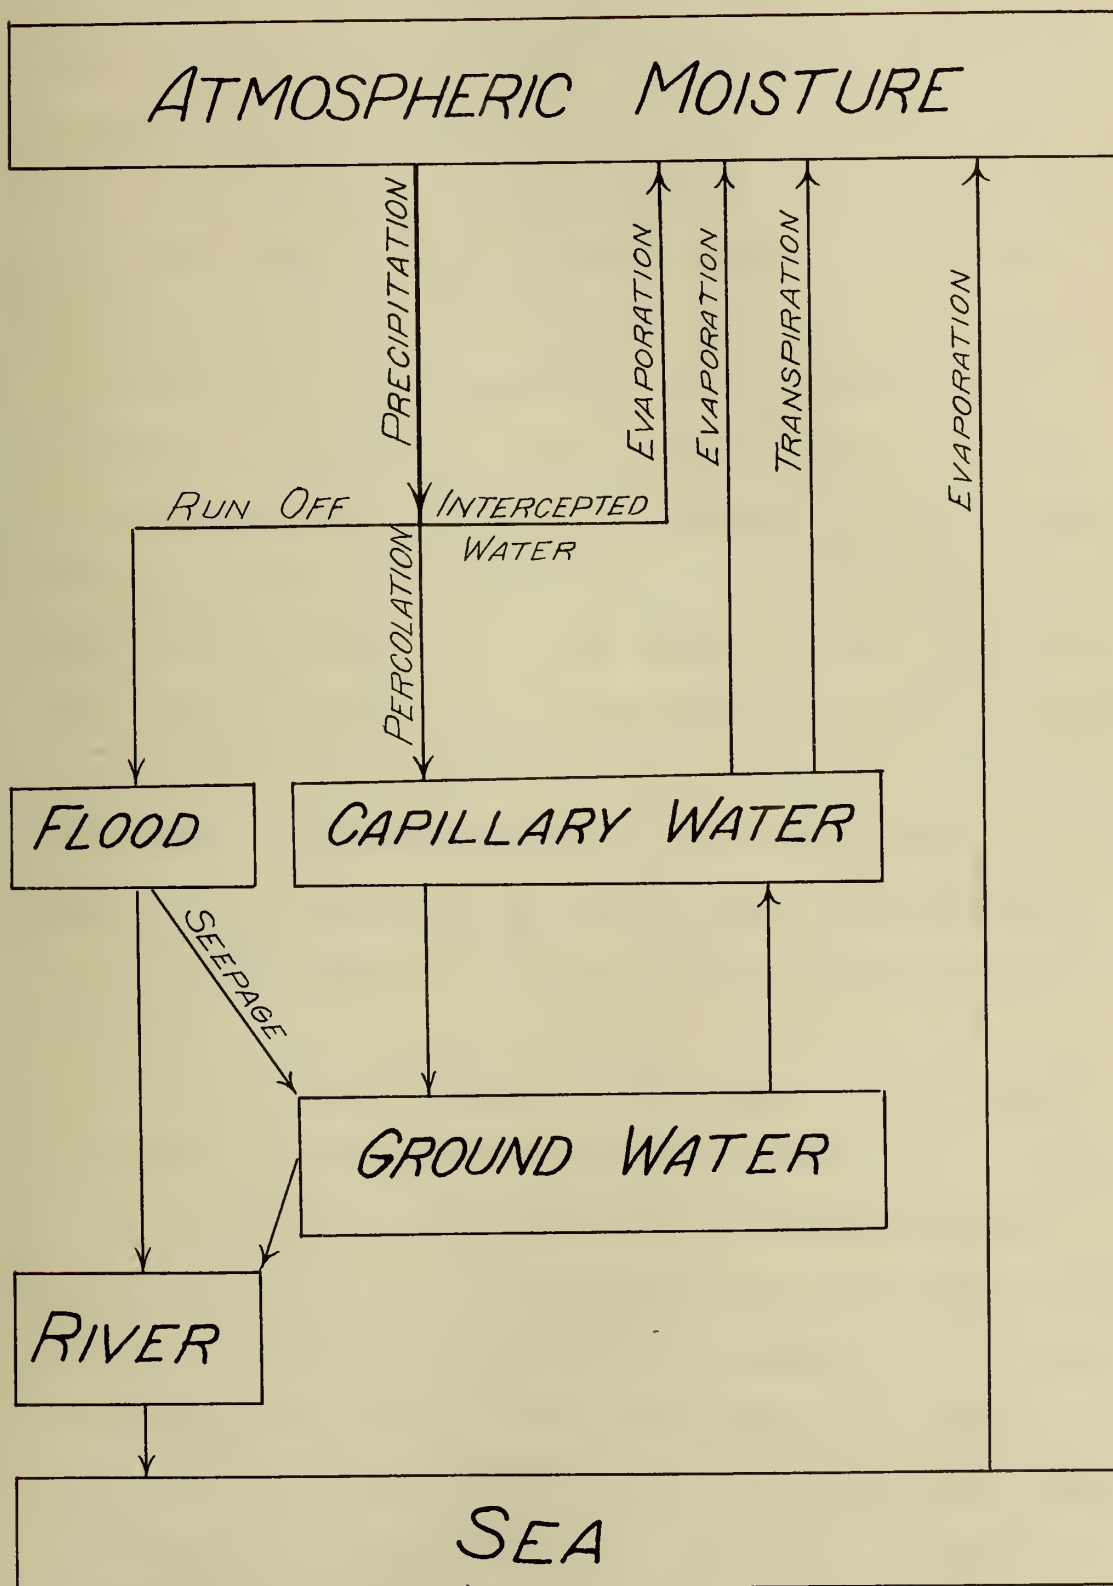 ATMOSPHERIC MOISTURE
PRECIPITATION
EVAPORATION
EVAPORATION
TRANSPIRATION
EVAPORATION
RUN OFF
INTERCEPTED
WATER
PERCOLATION
FLOOD
CAPILLARY WATER
SEEPAGE
GROUND WATER
RIVER
SEA